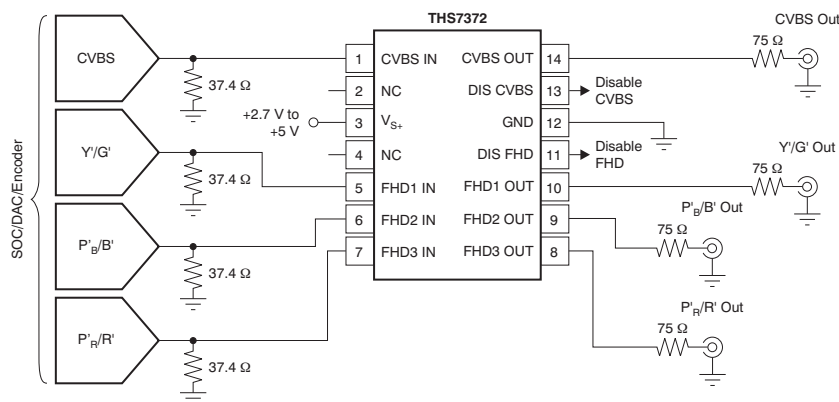 THS7372
CVBS Out
75 Ω
CVBS
1 CVBS IN CVBS OUT 14
37.4 Ω
2 NC DIS CVBS 13 Disable
CVBS
+2.7 V to
+5 V
3 VS+ GND 12
4 NC DIS FHD 11 Disable
FHD
Y'/G' Out
75 Ω
Y'/G'
37.4 Ω
5 FHD1 IN FHD1 OUT 10
P'B/B' Out
75 Ω
6 FHD2 IN FHD2 OUT 9
7 FHD3 IN FHD3 OUT 8
SOC/DAC/Encoder
P'B/B'
37.4 Ω
P'R/R' Out
75 Ω
P'R/R'
37.4 Ω